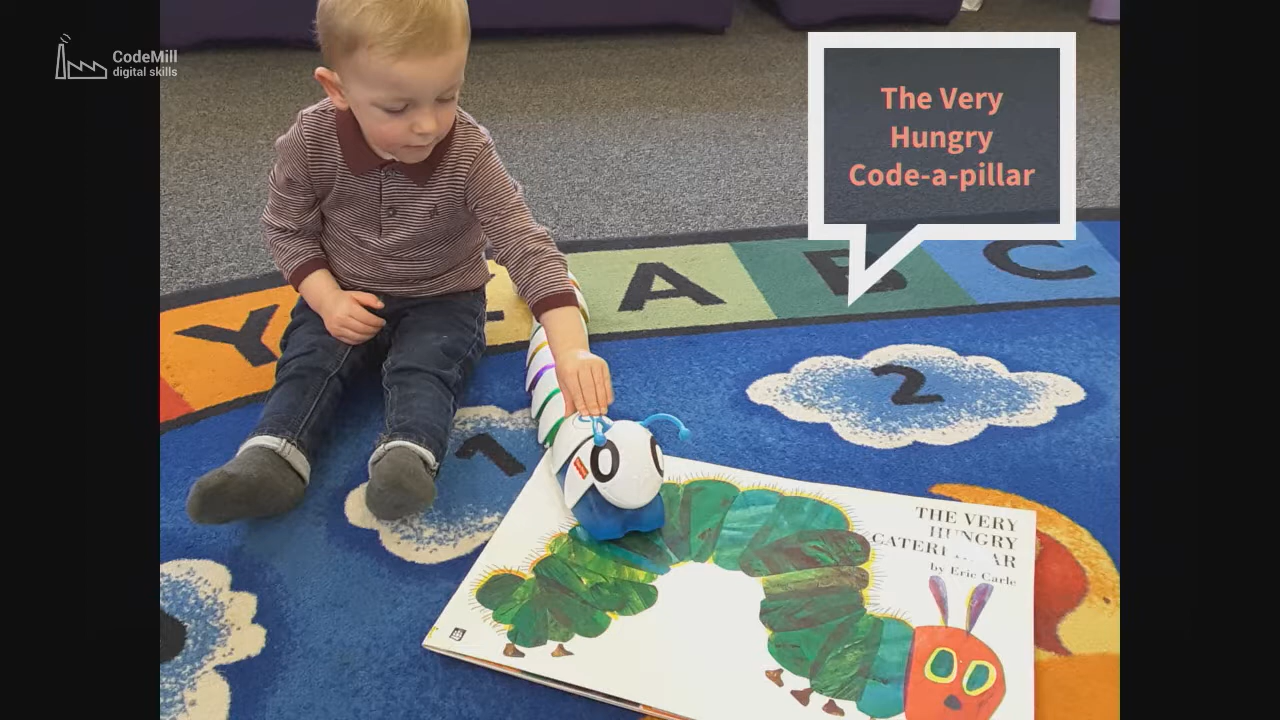 CodeMill
digital skills
The Very
Hungry
Code-a-pillar
Y
A
B
C
1
2
THE VERY
HUNGRY
by Eric Carle